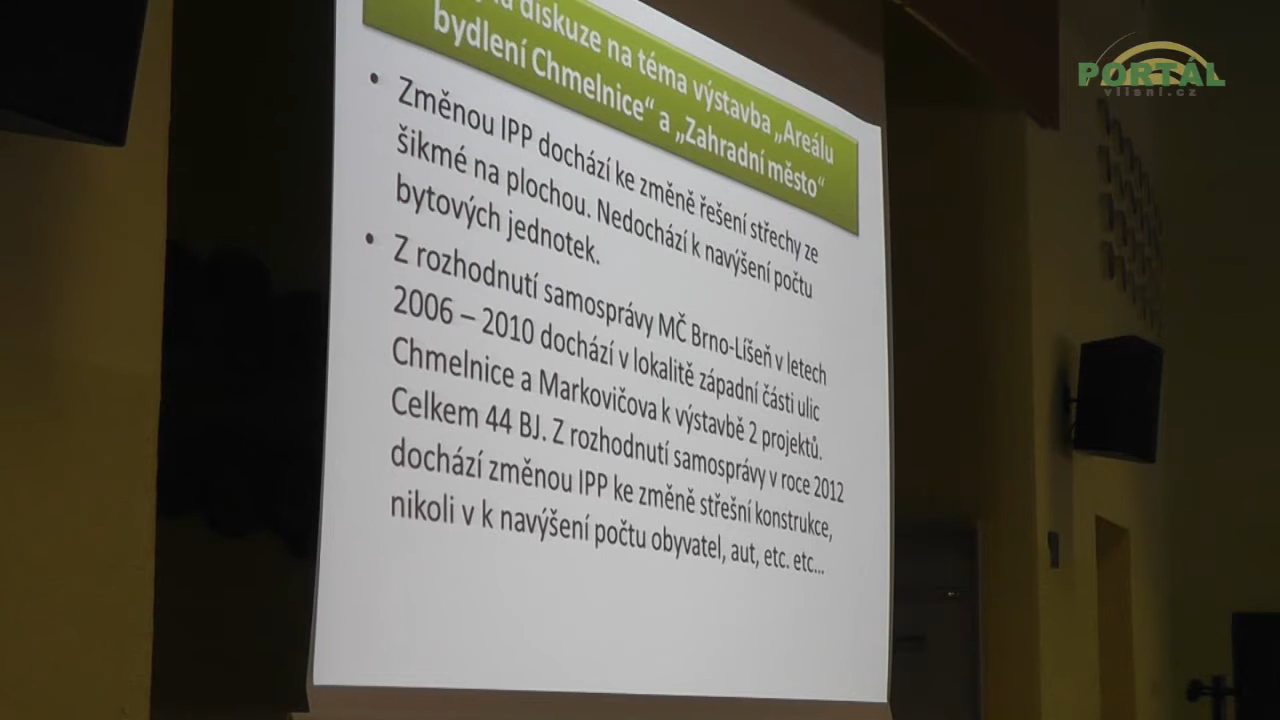 diskuze na téma výstavba „Areálu
bydlení Chmelnice“ a „Zahradní město“
• Změnou IPP dochází ke změně řešení střechy ze
šikmé na plochou. Nedochází k navýšení počtu
bytových jednotek.
• Z rozhodnutí samosprávy MČ Brno-Líšeň v letech
2006 – 2010 dochází v lokalitě západní části ulic
Chmelnice a Markovičova k výstavbě 2 projektů.
Celkem 44 BJ. Z rozhodnutí samosprávy v roce 2012
dochází změnou IPP ke změně střešní konstrukce,
nikoli v k navýšení počtu obyvatel, aut, etc. etc...
PORTÁL
vlisni.cz